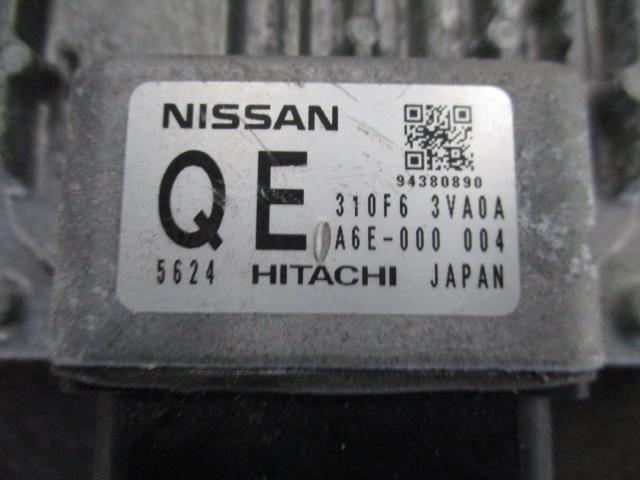 NISSAN
94380890
QE
310F6 3VA0A
A6E-000 004
5624 HITACHI JAPAN